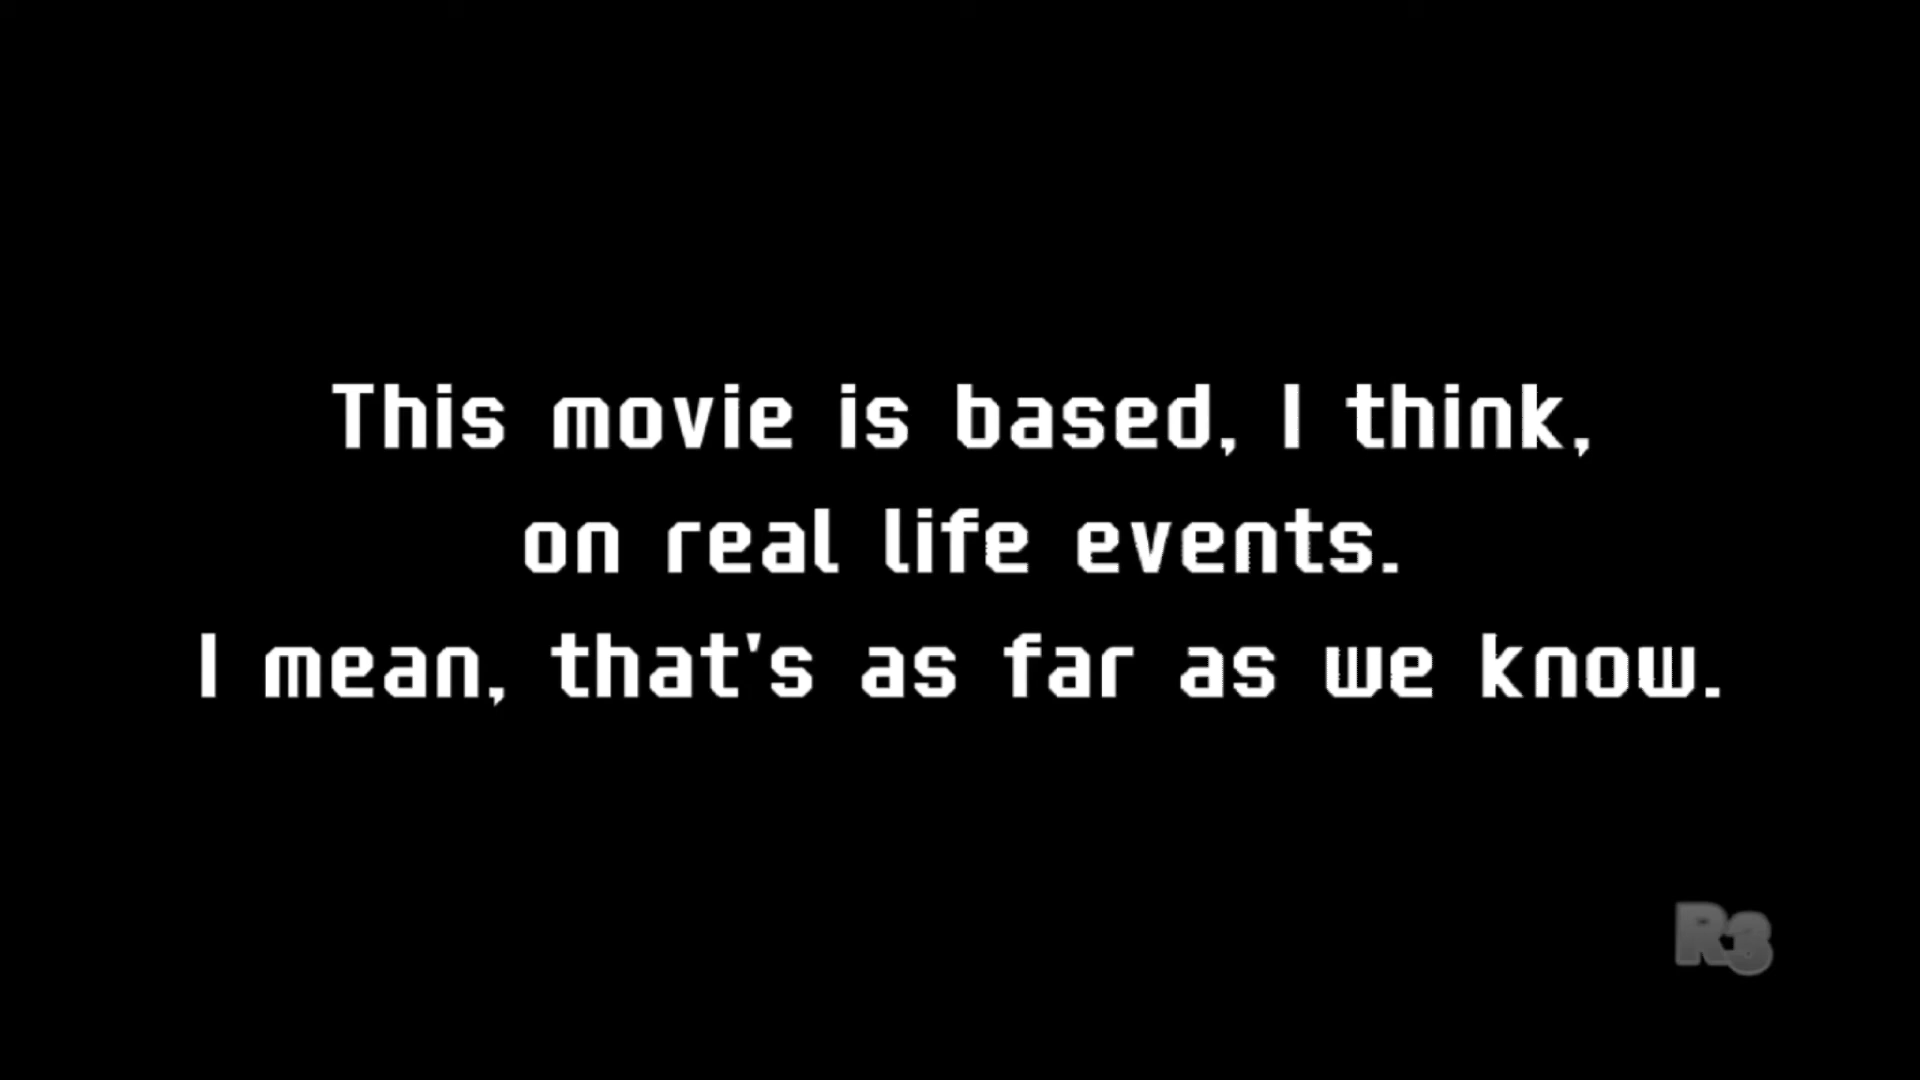 This movie is based, I think,
on real life events.
I mean, that's as far as we know.
R3